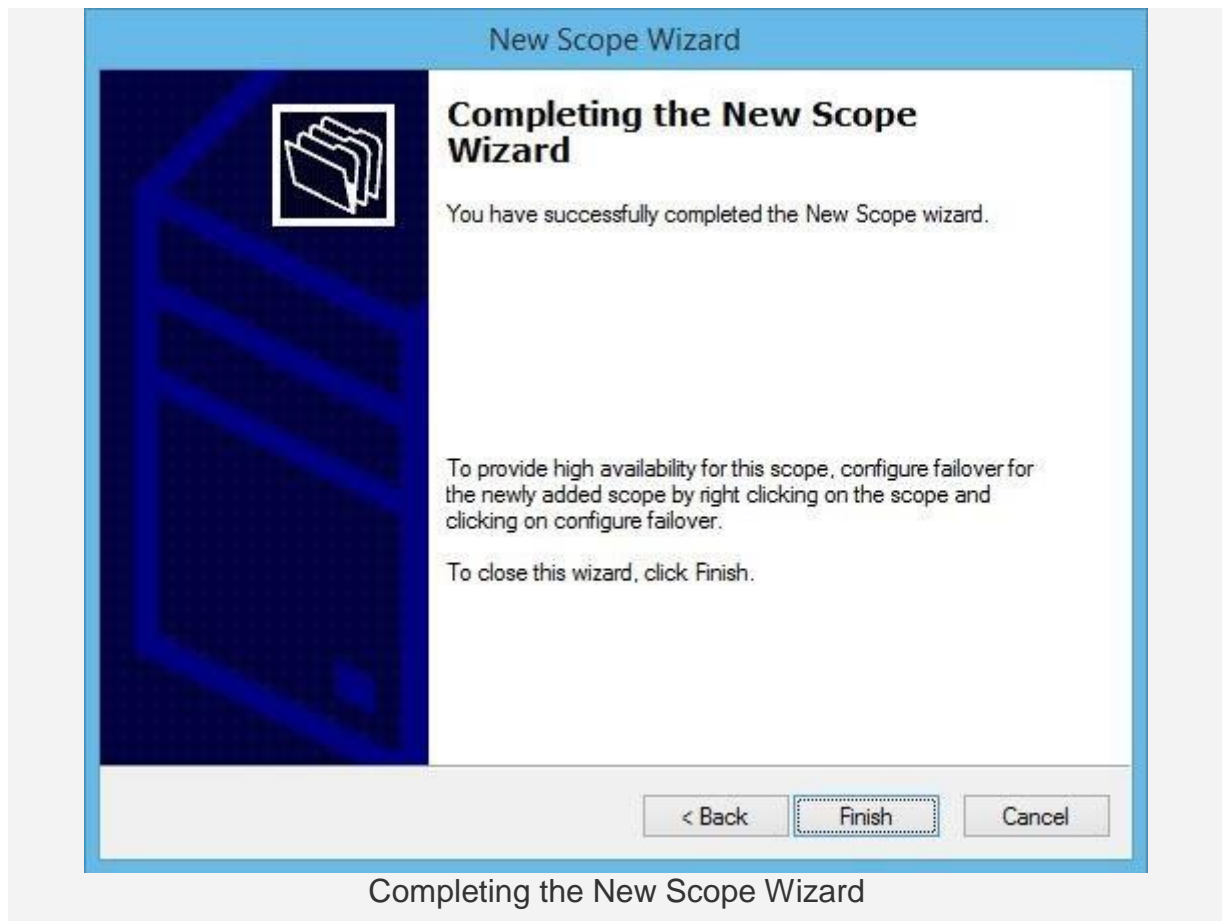 New Scope Wizard
Completing the New Scope
Wizard
You have successfully completed the New Scope wizard.
To provide high availability for this scope, configure failover for
the newly added scope by right clicking on the scope and
clicking on configure failover.
To close this wizard, click Finish.
< Back
Finish
Cancel
Completing the New Scope Wizard